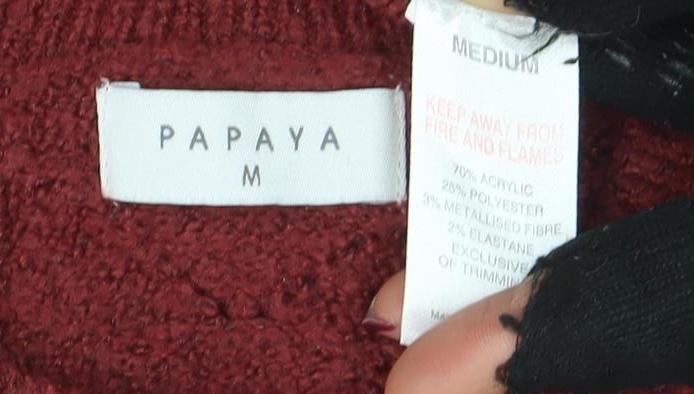 PAPAYA
M
MEDIUM
KEEP AWAY FROM
FIRE AND FLAMES
70% ACRYLIC
25% POLYESTER
3% METALLISED FIBRE
2% ELASTANE
EXCLUSIVE
OF TRIMMIN